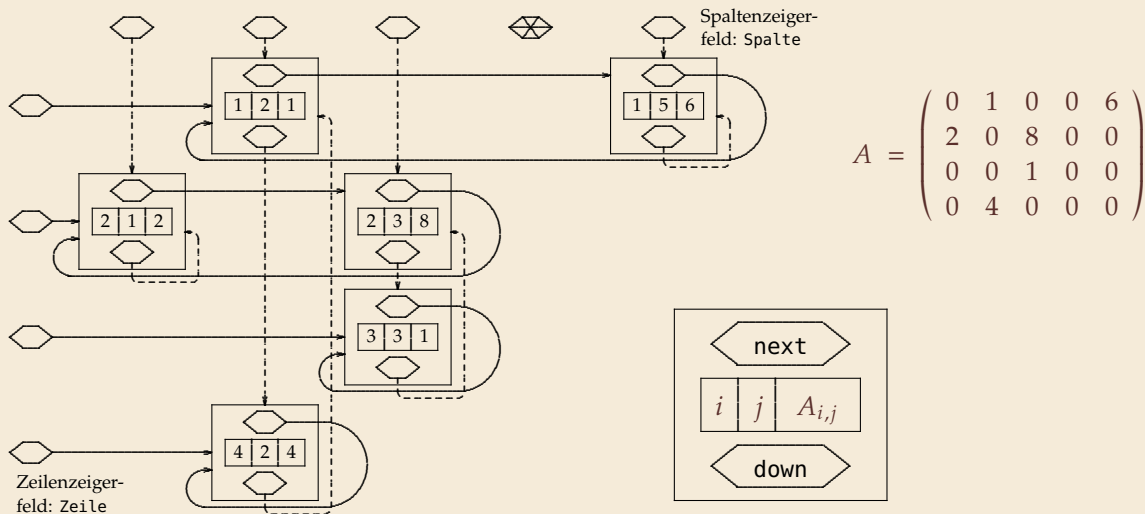 Spaltenzeiger-
feld: Spalte
1 2 1
1 5 6
2 1 2
2 3 8
3 3 1
4 2 4
Zeilenzeiger-
feld: Zeile
A = ( 0 1 0 0 6
2 0 8 0 0
0 0 1 0 0
0 4 0 0 0 )
next
i j A_{i,j}
down